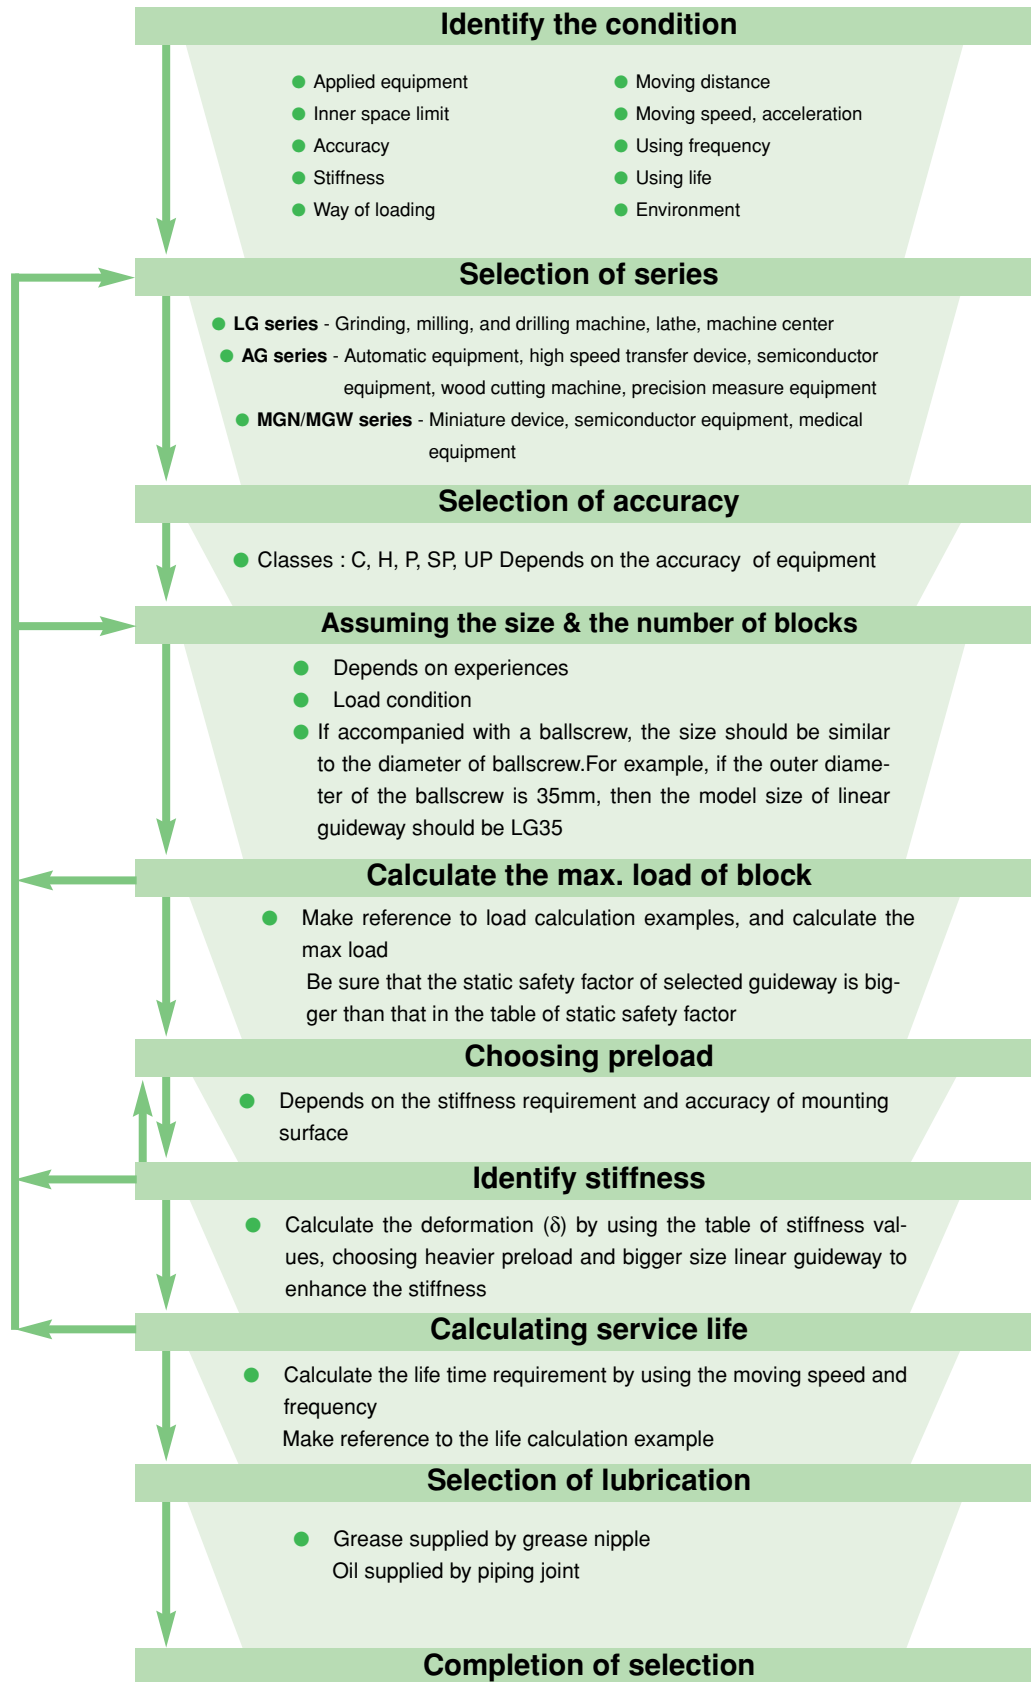 Identify the condition
Applied equipment
Inner space limit
Accuracy
Stiffness
Way of loading
Moving distance
Moving speed, acceleration
Using frequency
Using life
Environment
Selection of series
LG series - Grinding, milling, and drilling machine, lathe, machine center
AG series - Automatic equipment, high speed transfer device, semiconductor
equipment, wood cutting machine, precision measure equipment
MGN/MGW series - Miniature device, semiconductor equipment, medical
equipment
Selection of accuracy
Classes : C, H, P, SP, UP Depends on the accuracy of equipment
Assuming the size & the number of blocks
Depends on experiences
Load condition
If accompanied with a ballscrew, the size should be similar
to the diameter of ballscrew.For example, if the outer diame-
ter of the ballscrew is 35mm, then the model size of linear
guideway should be LG35
Calculate the max. load of block
Make reference to load calculation examples, and calculate the
max load
Be sure that the static safety factor of selected guideway is big-
ger than that in the table of static safety factor
Choosing preload
Depends on the stiffness requirement and accuracy of mounting
surface
Identify stiffness
Calculate the deformation (δ) by using the table of stiffness val-
ues, choosing heavier preload and bigger size linear guideway to
enhance the stiffness
Calculating service life
Calculate the life time requirement by using the moving speed and
frequency
Make reference to the life calculation example
Selection of lubrication
Grease supplied by grease nipple
Oil supplied by piping joint
Completion of selection